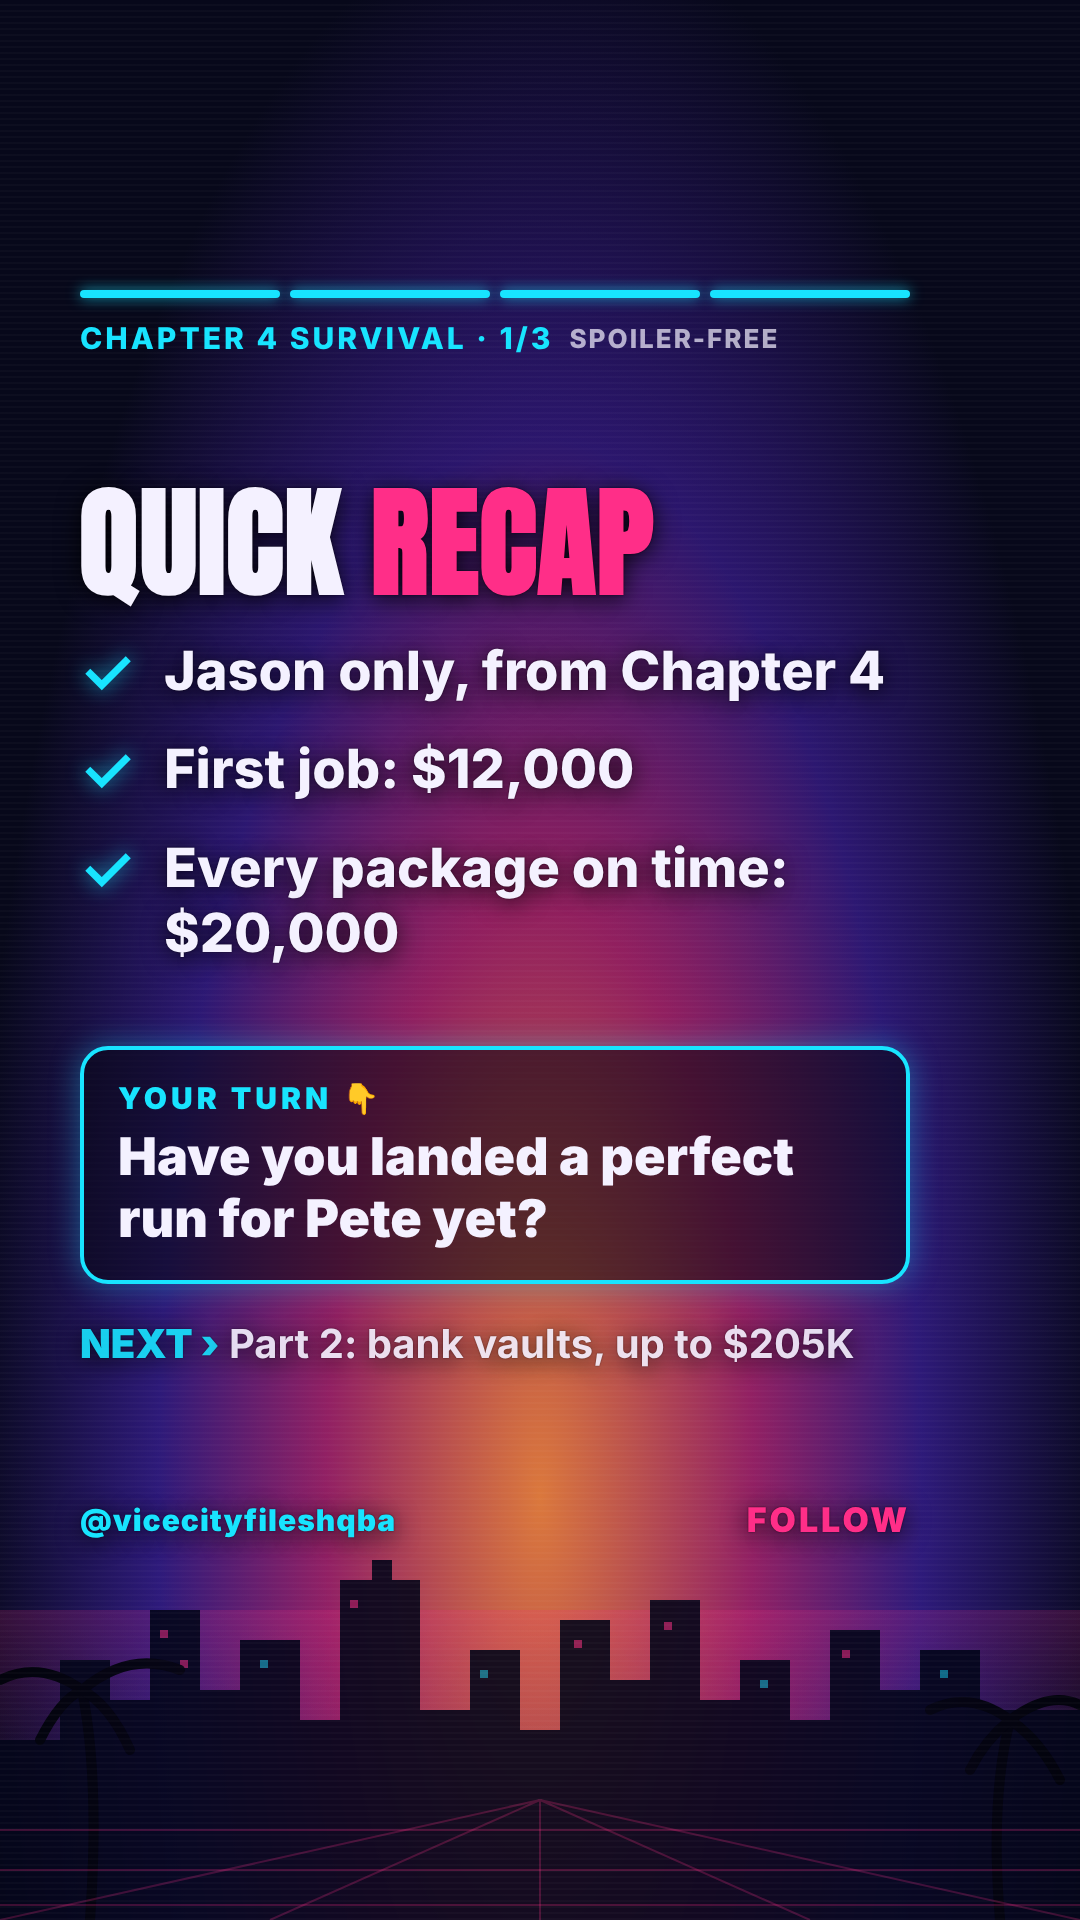 CHAPTER 4 SURVIVAL · 1/3 SPOILER-FREE
QUICK RECAP
Jason only, from Chapter 4
First job: $12,000
Every package on time:
$20,000
YOUR TURN 👇
Have you landed a perfect
run for Pete yet?
NEXT › Part 2: bank vaults, up to $205K
@vicecityfileshqba
FOLLOW